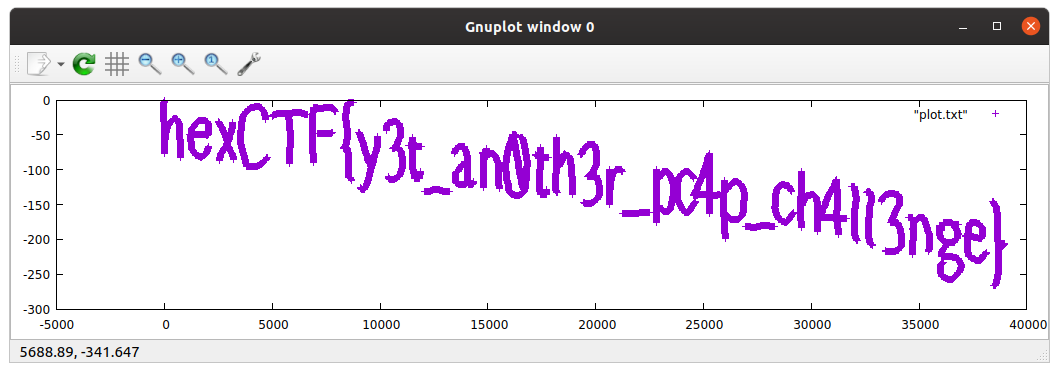 Gnuplot window 0
"plot.txt"
hexCTF{y3t_an0th3r_pc4p_ch4ll3nge}
0
-50
-100
-150
-200
-250
-300
-5000 0 5000 10000 15000 20000 25000 30000 35000 40000
5688.89, -341.647